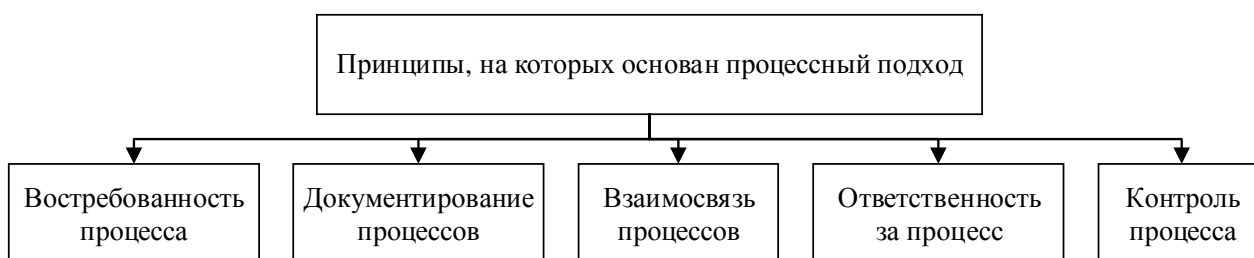 Принципы, на которых основан процессный подход
Востребованность
процесса
Документирование
процессов
Взаимосвязь
процессов
Ответственность
за процесс
Контроль
процесса